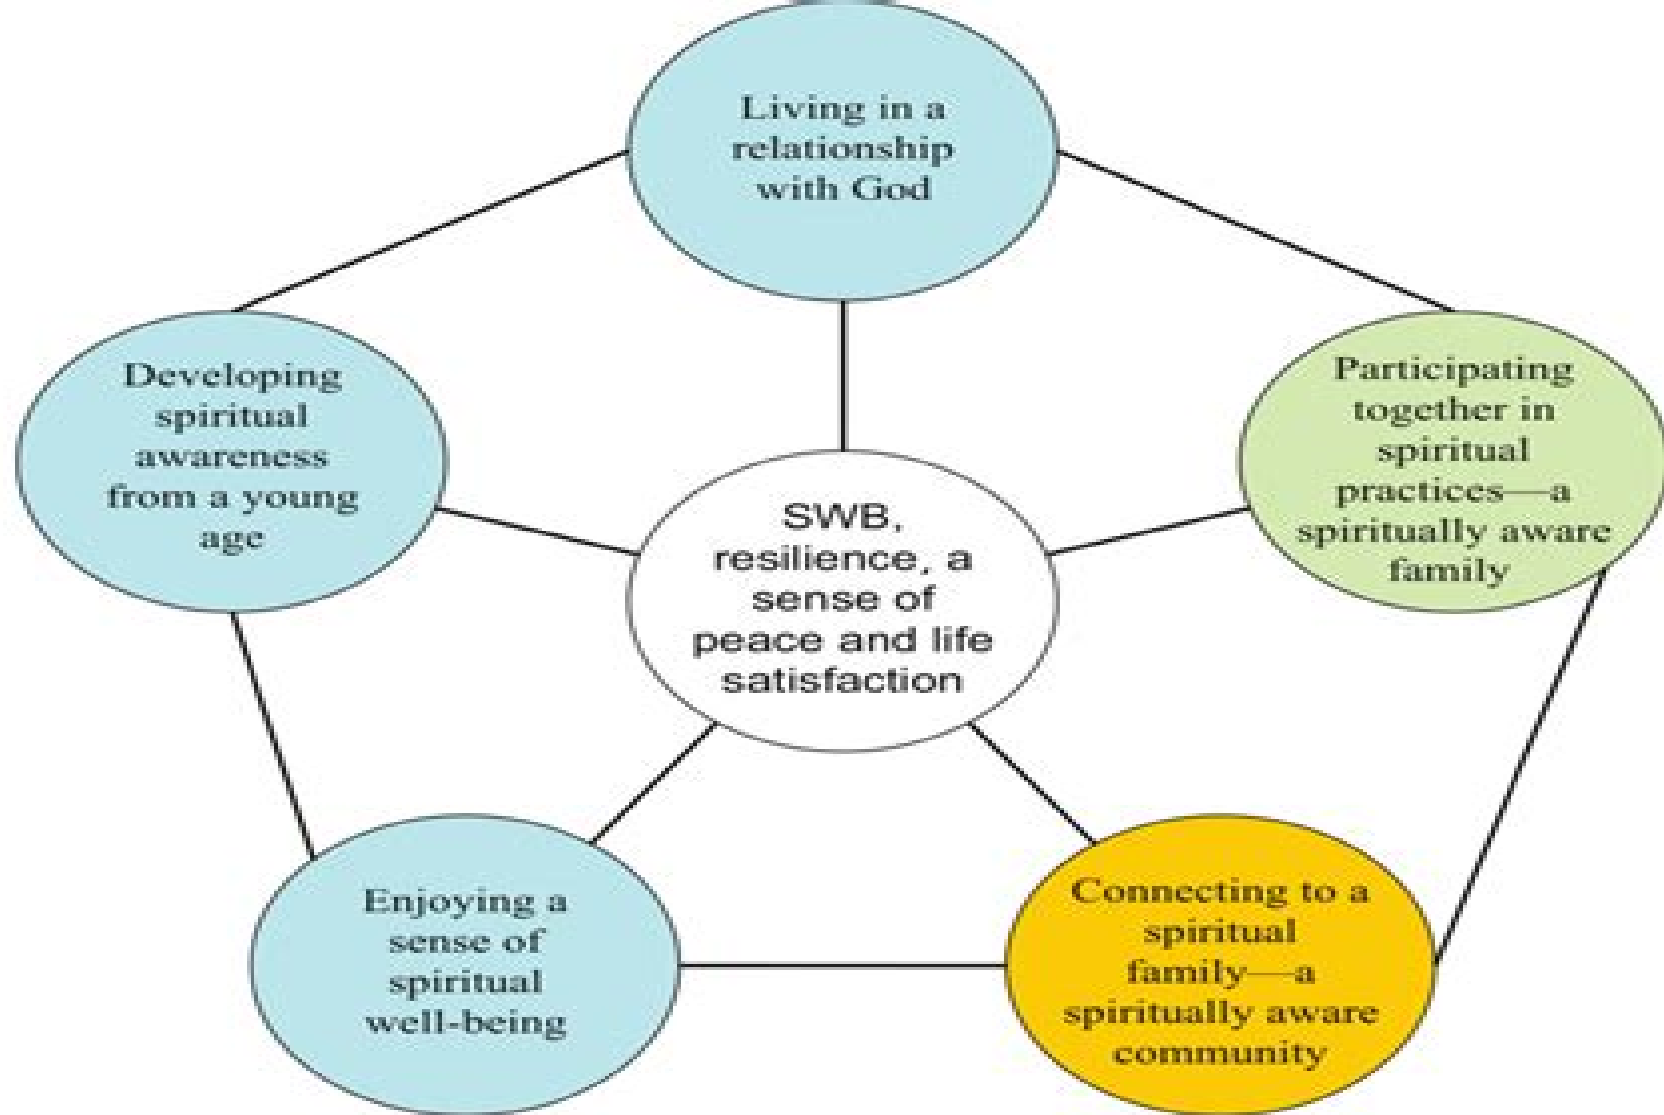 Living in a
relationship
with God
Developing
spiritual
awareness
from a young
age
Participating
together in
spiritual
practices—a
spiritually aware
family
SWB,
resilience, a
sense of
peace and life
satisfaction
Enjoying a
sense of
spiritual
well-being
Connecting to a
spiritual
family—a
spiritually aware
community